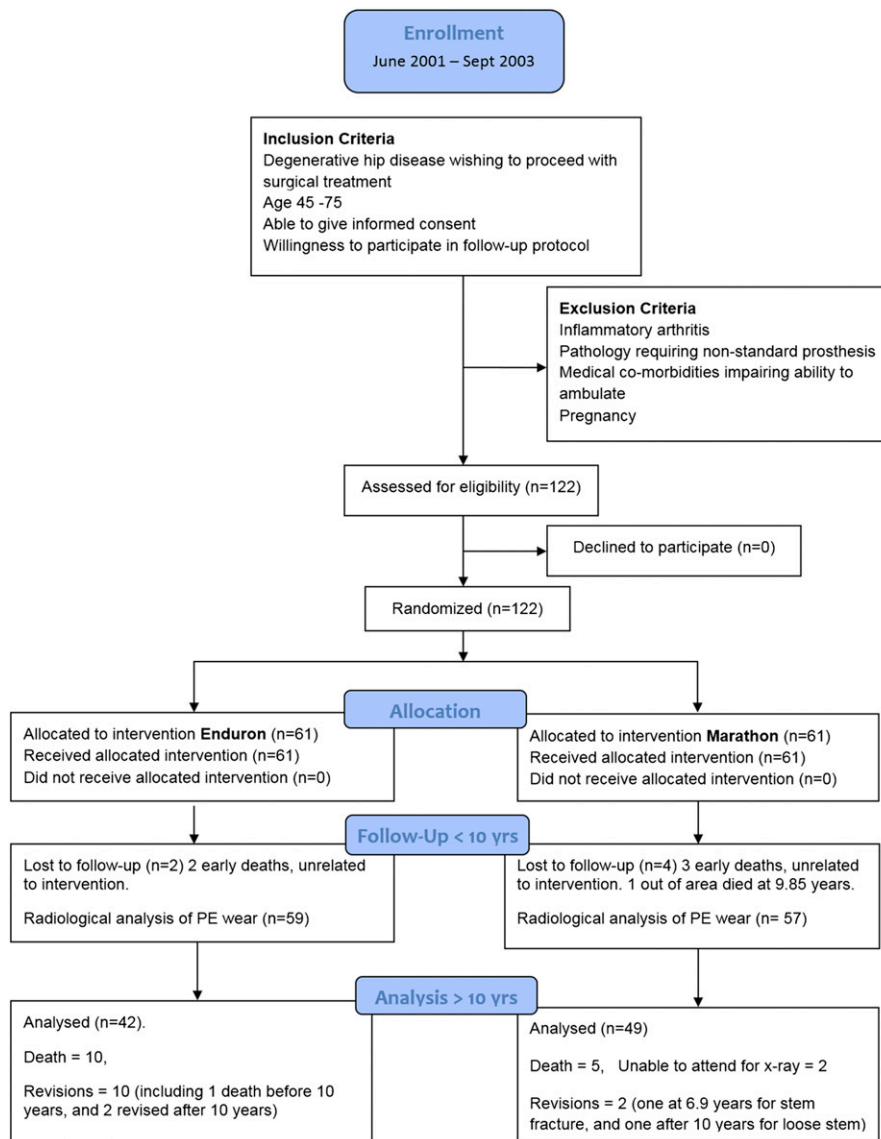 Enrollment
June 2001 – Sept 2003
Inclusion Criteria
Degenerative hip disease wishing to proceed with
surgical treatment
Age 45 -75
Able to give informed consent
Willingness to participate in follow-up protocol
Exclusion Criteria
Inflammatory arthritis
Pathology requiring non-standard prosthesis
Medical co-morbidities impairing ability to
ambulate
Pregnancy
Assessed for eligibility (n=122)
Declined to participate (n=0)
Randomized (n=122)
Allocation
Allocated to intervention Enduron (n=61)
Received allocated intervention (n=61)
Did not receive allocated intervention (n=0)
Allocated to intervention Marathon (n=61)
Received allocated intervention (n=61)
Did not receive allocated intervention (n=0)
Follow-Up < 10 yrs
Lost to follow-up (n=2) 2 early deaths, unrelated
to intervention.
Radiological analysis of PE wear (n=59)
Lost to follow-up (n=4) 3 early deaths, unrelated
to intervention. 1 out of area died at 9.85 years.
Radiological analysis of PE wear (n= 57)
Analysis > 10 yrs
Analysed (n=42).
Death = 10,
Revisions = 10 (including 1 death before 10
years, and 2 revised after 10 years)
Analysed (n=49)
Death = 5, Unable to attend for x-ray = 2
Revisions = 2 (one at 6.9 years for stem
fracture, and one after 10 years for loose stem)